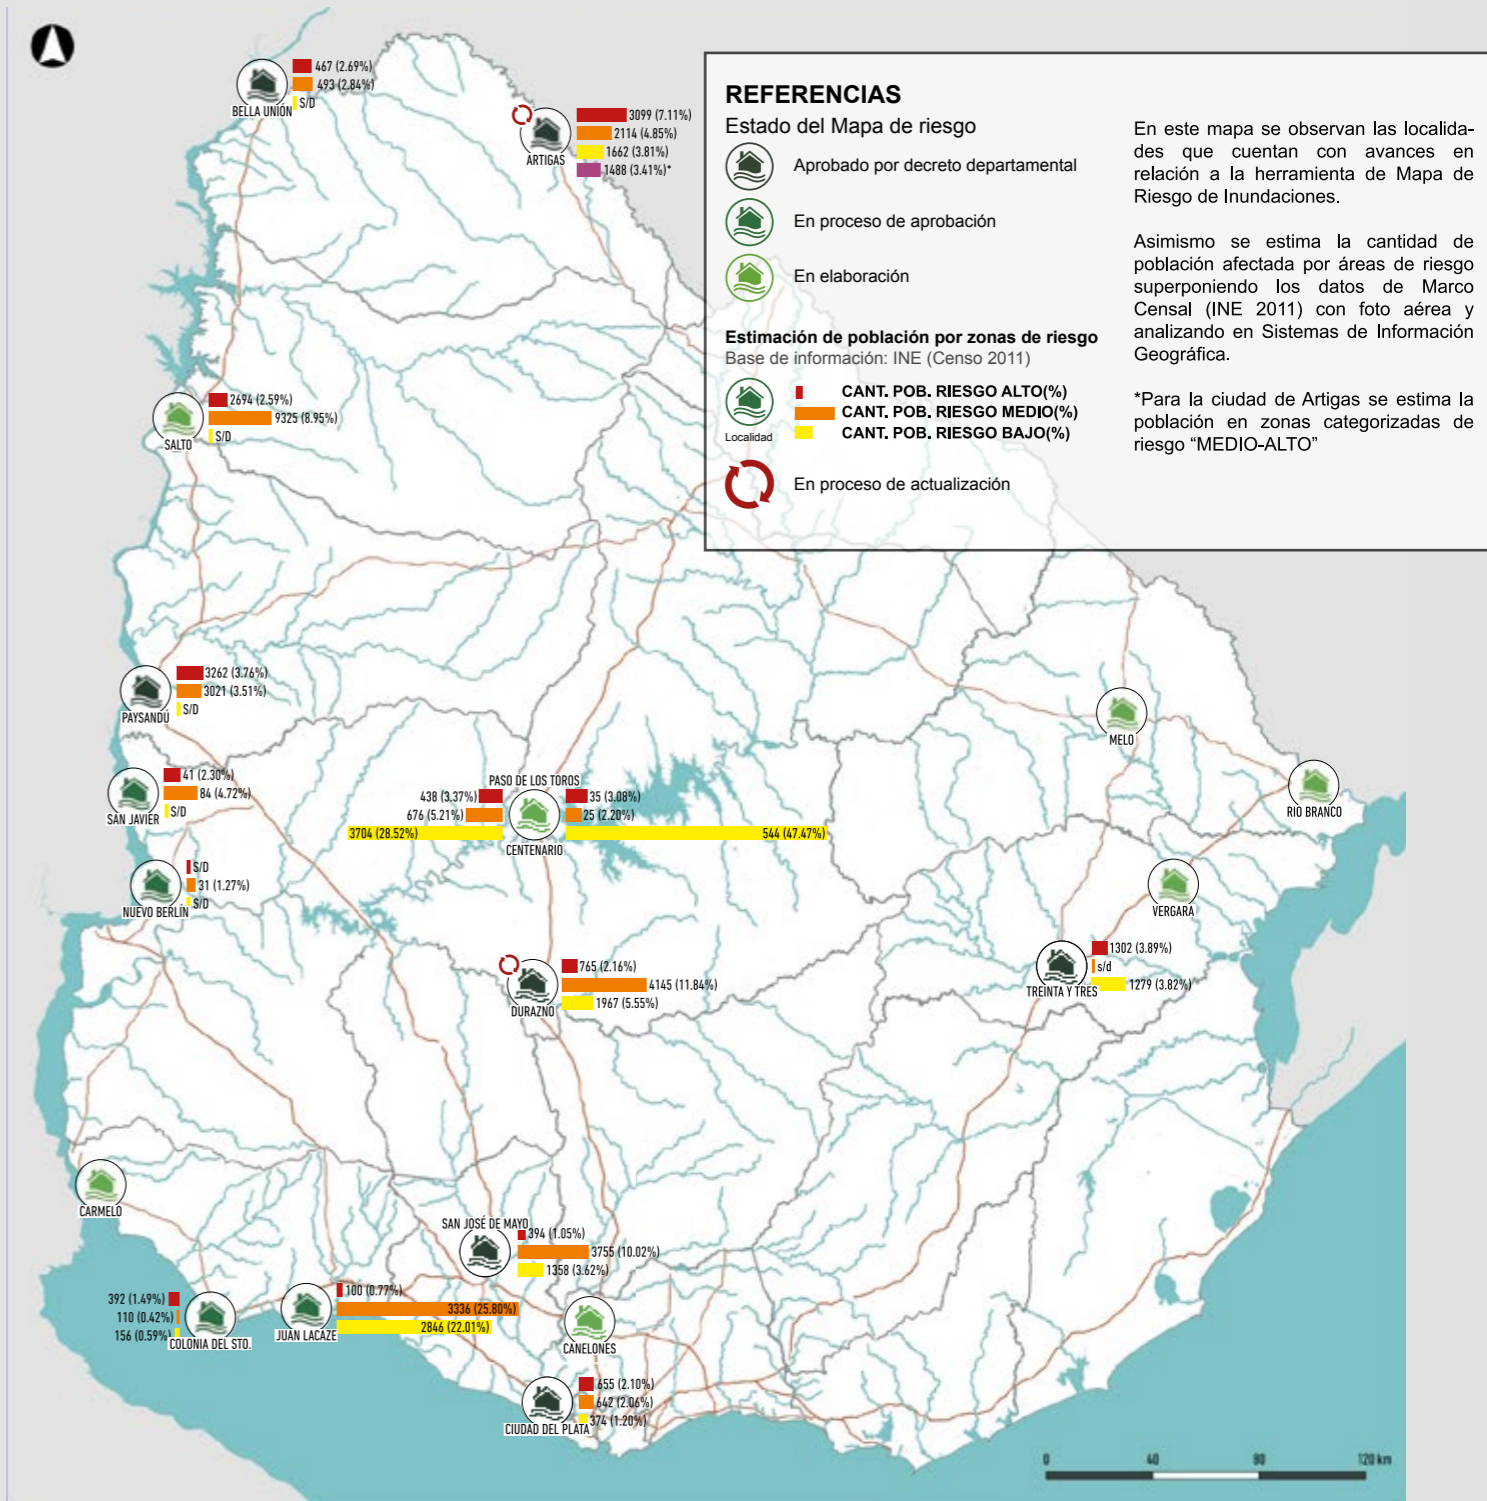 467 (2.69%)
493 (2.84%)
S/D
BELLA UNIÓN
3099 (7.11%)
2114 (4.85%)
1662 (3.81%)
1488 (3.41%)*
ARTIGAS
REFERENCIAS
Estado del Mapa de riesgo
Aprobado por decreto departamental
En proceso de aprobación
En elaboración
Estimación de población por zonas de riesgo
Base de información: INE (Censo 2011)
CANT. POB. RIESGO ALTO(%)
CANT. POB. RIESGO MEDIO(%)
CANT. POB. RIESGO BAJO(%)
Localidad
En proceso de actualización
En este mapa se observan las localida-
des que cuentan con avances en
relación a la herramienta de Mapa de
Riesgo de Inundaciones.
Asimismo se estima la cantidad de
población afectada por áreas de riesgo
superponiendo los datos de Marco
Censal (INE 2011) con foto aérea y
analizando en Sistemas de Información
Geográfica.
*Para la ciudad de Artigas se estima la
población en zonas categorizadas de
riesgo “MEDIO-ALTO”
2694 (2.59%)
9325 (8.95%)
S/D
SALTO
3262 (3.76%)
3021 (3.51%)
S/D
PAYSANDÚ
MELO
41 (2.30%)
84 (4.72%)
S/D
SAN JAVIER
PASO DE LOS TOROS
438 (3.37%)
676 (5.21%)
3704 (28.52%)
35 (3.08%)
25 (2.20%)
544 (47.47%)
CENTENARIO
RIO BRANCO
S/D
31 (1.27%)
S/D
NUEVO BERLÍN
VERGARA
765 (2.16%)
4145 (11.84%)
1967 (5.55%)
DURAZNO
1302 (3.89%)
s/d
1279 (3.82%)
TREINTA Y TRES
CARMELO
SAN JOSÉ DE MAYO
394 (1.05%)
3755 (10.02%)
1358 (3.62%)
392 (1.49%)
110 (0.42%)
156 (0.59%)
COLONIA DEL STO.
100 (0.77%)
3336 (25.80%)
2846 (22.01%)
JUAN LACAZE
CANELONES
655 (2.10%)
642 (2.06%)
374 (1.20%)
CIUDAD DEL PLATA
0 40 80 120 km